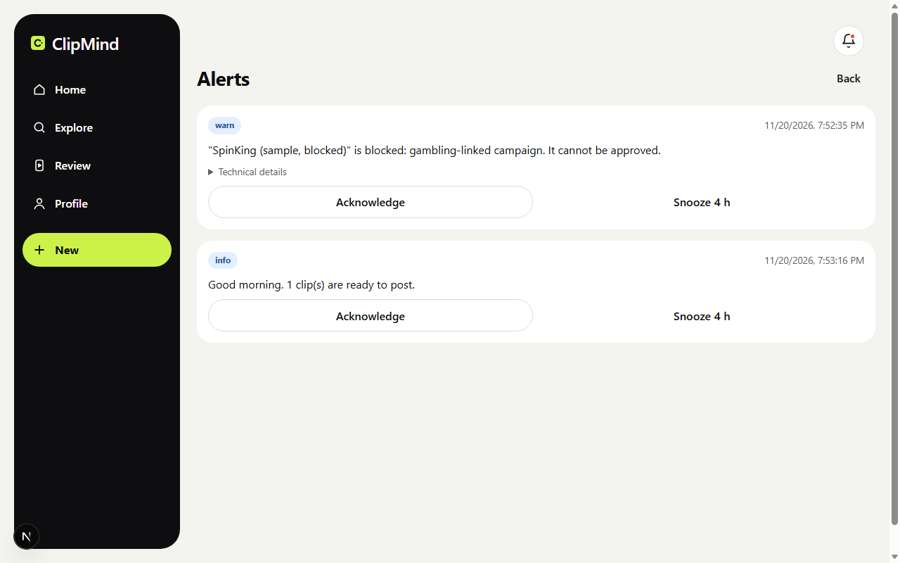 ClipMind
Home
Explore
Review
Profile
New
Alerts
Back
warn
11/20/2026, 7:52:35 PM
"SpinKing (sample, blocked)" is blocked: gambling-linked campaign. It cannot be approved.
Technical details
Acknowledge
Snooze 4 h
info
11/20/2026, 7:53:16 PM
Good morning. 1 clip(s) are ready to post.
Acknowledge
Snooze 4 h
N